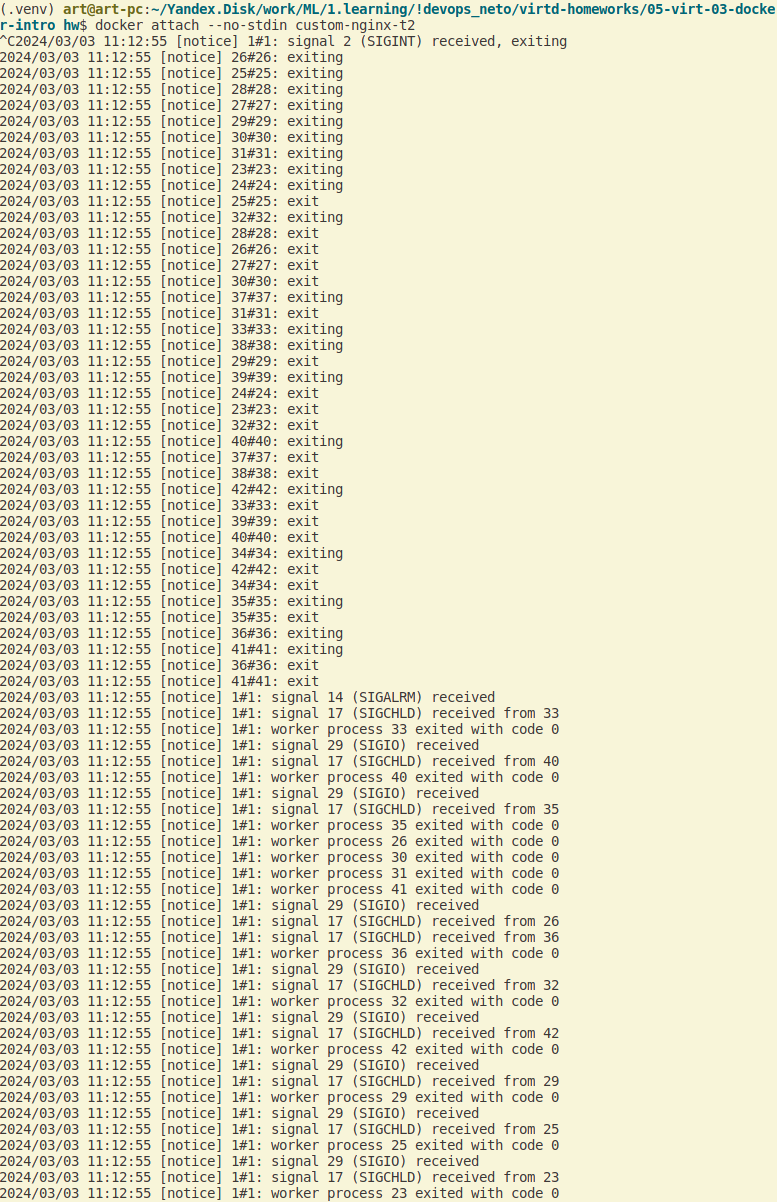 (.venv) art@art-pc:~/Yandex.Disk/work/ML/1.learning/!devops_neto/virtd-homeworks/05-virt-03-docke
r-intro hw$ docker attach --no-stdin custom-nginx-t2
^C2024/03/03 11:12:55 [notice] 1#1: signal 2 (SIGINT) received, exiting
2024/03/03 11:12:55 [notice] 26#26: exiting
2024/03/03 11:12:55 [notice] 25#25: exiting
2024/03/03 11:12:55 [notice] 28#28: exiting
2024/03/03 11:12:55 [notice] 27#27: exiting
2024/03/03 11:12:55 [notice] 29#29: exiting
2024/03/03 11:12:55 [notice] 30#30: exiting
2024/03/03 11:12:55 [notice] 31#31: exiting
2024/03/03 11:12:55 [notice] 23#23: exiting
2024/03/03 11:12:55 [notice] 24#24: exiting
2024/03/03 11:12:55 [notice] 25#25: exit
2024/03/03 11:12:55 [notice] 32#32: exiting
2024/03/03 11:12:55 [notice] 28#28: exit
2024/03/03 11:12:55 [notice] 26#26: exit
2024/03/03 11:12:55 [notice] 27#27: exit
2024/03/03 11:12:55 [notice] 30#30: exit
2024/03/03 11:12:55 [notice] 37#37: exiting
2024/03/03 11:12:55 [notice] 31#31: exit
2024/03/03 11:12:55 [notice] 33#33: exiting
2024/03/03 11:12:55 [notice] 38#38: exiting
2024/03/03 11:12:55 [notice] 29#29: exit
2024/03/03 11:12:55 [notice] 39#39: exiting
2024/03/03 11:12:55 [notice] 24#24: exit
2024/03/03 11:12:55 [notice] 23#23: exit
2024/03/03 11:12:55 [notice] 32#32: exit
2024/03/03 11:12:55 [notice] 40#40: exiting
2024/03/03 11:12:55 [notice] 37#37: exit
2024/03/03 11:12:55 [notice] 38#38: exit
2024/03/03 11:12:55 [notice] 42#42: exiting
2024/03/03 11:12:55 [notice] 33#33: exit
2024/03/03 11:12:55 [notice] 39#39: exit
2024/03/03 11:12:55 [notice] 40#40: exit
2024/03/03 11:12:55 [notice] 34#34: exiting
2024/03/03 11:12:55 [notice] 42#42: exit
2024/03/03 11:12:55 [notice] 34#34: exit
2024/03/03 11:12:55 [notice] 35#35: exiting
2024/03/03 11:12:55 [notice] 35#35: exit
2024/03/03 11:12:55 [notice] 36#36: exiting
2024/03/03 11:12:55 [notice] 41#41: exiting
2024/03/03 11:12:55 [notice] 36#36: exit
2024/03/03 11:12:55 [notice] 41#41: exit
2024/03/03 11:12:55 [notice] 1#1: signal 14 (SIGALRM) received
2024/03/03 11:12:55 [notice] 1#1: signal 17 (SIGCHLD) received from 33
2024/03/03 11:12:55 [notice] 1#1: worker process 33 exited with code 0
2024/03/03 11:12:55 [notice] 1#1: signal 29 (SIGIO) received
2024/03/03 11:12:55 [notice] 1#1: signal 17 (SIGCHLD) received from 40
2024/03/03 11:12:55 [notice] 1#1: worker process 40 exited with code 0
2024/03/03 11:12:55 [notice] 1#1: signal 29 (SIGIO) received
2024/03/03 11:12:55 [notice] 1#1: signal 17 (SIGCHLD) received from 35
2024/03/03 11:12:55 [notice] 1#1: worker process 35 exited with code 0
2024/03/03 11:12:55 [notice] 1#1: worker process 26 exited with code 0
2024/03/03 11:12:55 [notice] 1#1: worker process 30 exited with code 0
2024/03/03 11:12:55 [notice] 1#1: worker process 31 exited with code 0
2024/03/03 11:12:55 [notice] 1#1: worker process 41 exited with code 0
2024/03/03 11:12:55 [notice] 1#1: signal 29 (SIGIO) received
2024/03/03 11:12:55 [notice] 1#1: signal 17 (SIGCHLD) received from 26
2024/03/03 11:12:55 [notice] 1#1: signal 17 (SIGCHLD) received from 36
2024/03/03 11:12:55 [notice] 1#1: worker process 36 exited with code 0
2024/03/03 11:12:55 [notice] 1#1: signal 29 (SIGIO) received
2024/03/03 11:12:55 [notice] 1#1: signal 17 (SIGCHLD) received from 32
2024/03/03 11:12:55 [notice] 1#1: worker process 32 exited with code 0
2024/03/03 11:12:55 [notice] 1#1: signal 29 (SIGIO) received
2024/03/03 11:12:55 [notice] 1#1: signal 17 (SIGCHLD) received from 42
2024/03/03 11:12:55 [notice] 1#1: worker process 42 exited with code 0
2024/03/03 11:12:55 [notice] 1#1: signal 29 (SIGIO) received
2024/03/03 11:12:55 [notice] 1#1: signal 17 (SIGCHLD) received from 29
2024/03/03 11:12:55 [notice] 1#1: worker process 29 exited with code 0
2024/03/03 11:12:55 [notice] 1#1: signal 29 (SIGIO) received
2024/03/03 11:12:55 [notice] 1#1: signal 17 (SIGCHLD) received from 25
2024/03/03 11:12:55 [notice] 1#1: worker process 25 exited with code 0
2024/03/03 11:12:55 [notice] 1#1: signal 29 (SIGIO) received
2024/03/03 11:12:55 [notice] 1#1: signal 17 (SIGCHLD) received from 23
2024/03/03 11:12:55 [notice] 1#1: worker process 23 exited with code 0